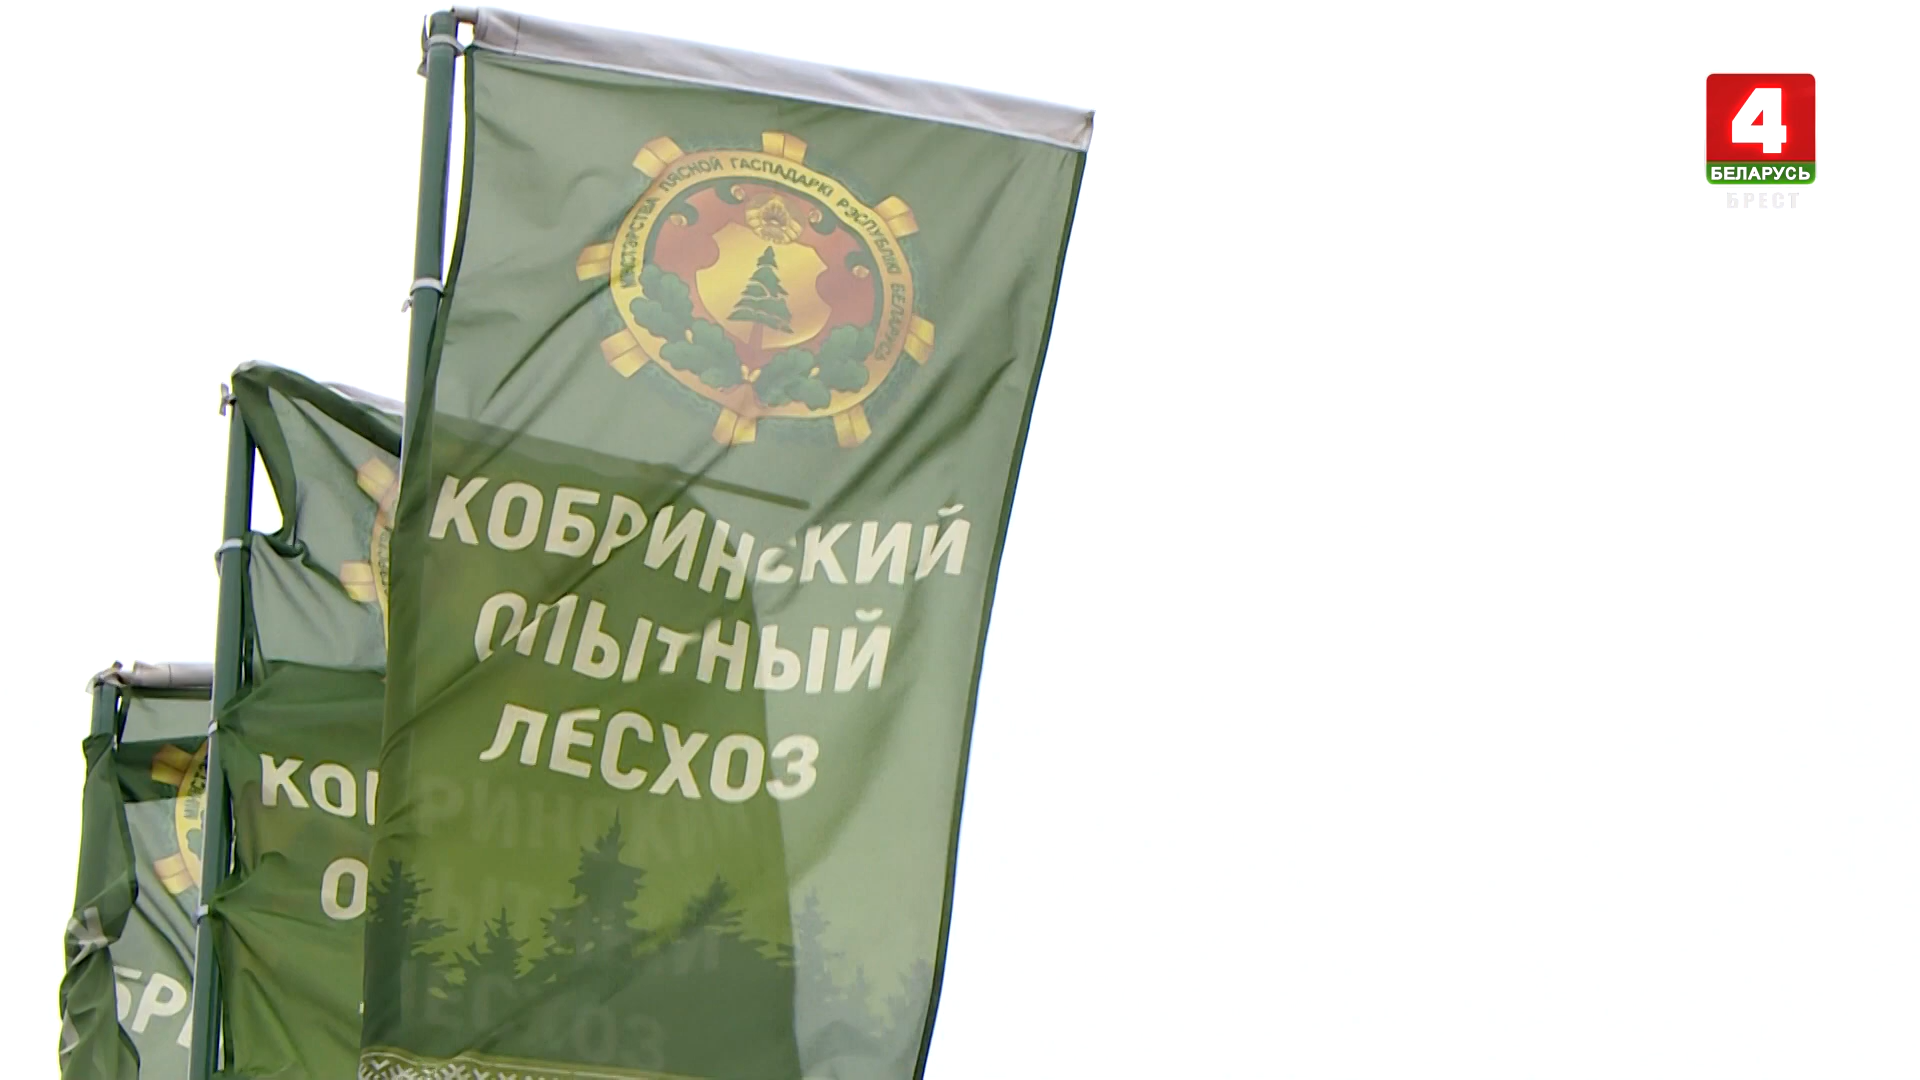 МІНІСТЭРСТВА ЛЯСНОЙ ГАСПАДАРКІ РЭСПУБЛІКІ БЕЛАРУСЬ
КОБРИНСКИЙ
ОПЫТНЫЙ
ЛЕСХОЗ
4
БЕЛАРУСЬ
БРЕСТ